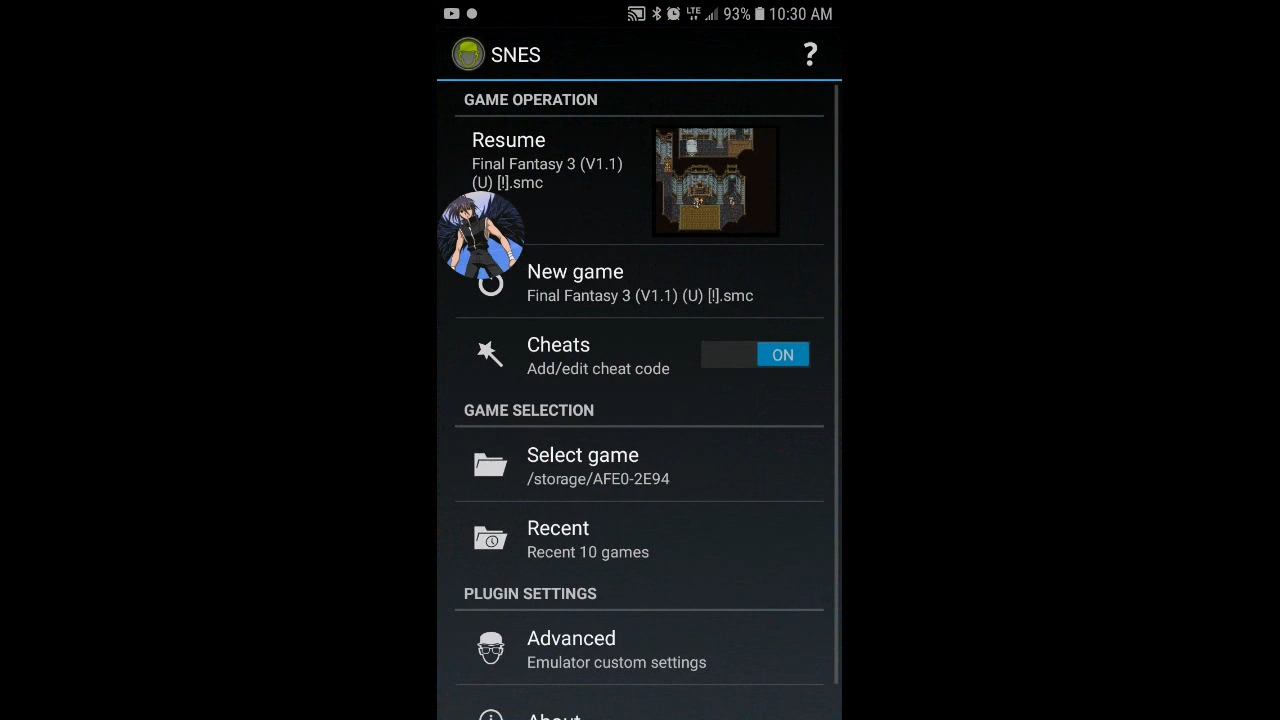 LTE 93% 10:30 AM
SNES ?
GAME OPERATION
Resume
Final Fantasy 3 (V1.1)
(U) [!].smc
New game
Final Fantasy 3 (V1.1) (U) [!].smc
Cheats
Add/edit cheat code
ON
GAME SELECTION
Select game
/storage/AFE0-2E94
Recent
Recent 10 games
PLUGIN SETTINGS
Advanced
Emulator custom settings
About